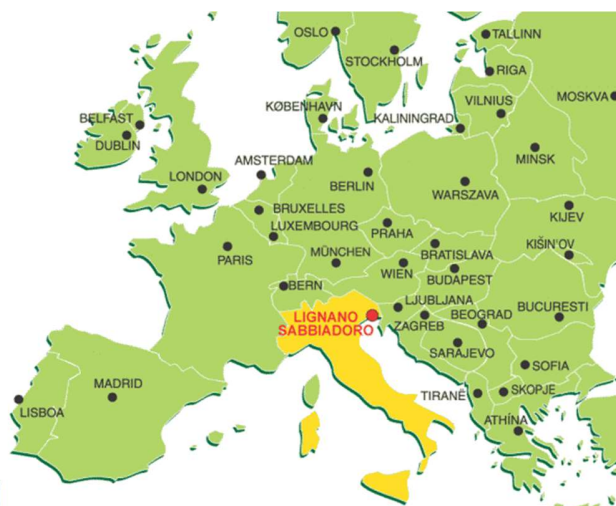 OSLO
TALLINN
STOCKHOLM
RIGA
MOSKVA
KØBENHAVN
VILNIUS
KALININGRAD
BELFAST
DUBLIN
MINSK
AMSTERDAM
LONDON
BERLIN
WARSZAVA
BRUXELLES
KIJEV
LUXEMBOURG
PRAHA
KIŠIN'OV
PARIS
MÜNCHEN
BRATISLAVA
WIEN
BUDAPEST
BERN
LJUBLJANA
LIGNANO
SABBIADORO
ZAGREB
BEOGRAD
BUCURESTI
SARAJEVO
SOFIA
MADRID
TIRANË
SKOPJE
LISBOA
ATHÍNA